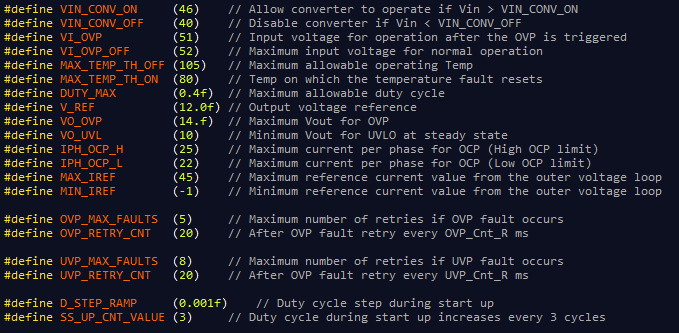 #define VIN_CONV_ON (46) // Allow converter to operate if Vin > VIN_CONV_ON
#define VIN_CONV_OFF (40) // Disable converter if Vin < VIN_CONV_OFF
#define VI_OVP (51) // Input voltage for operation after the OVP is triggered
#define VI_OVP_OFF (52) // Maximum input voltage for normal operation
#define MAX_TEMP_TH_OFF (105) // Maximum allowable operating Temp
#define MAX_TEMP_TH_ON (80) // Temp on which the temperature fault resets
#define DUTY_MAX (0.4f) // Maximum allowable duty cycle
#define V_REF (12.0f) // Output voltage reference
#define VO_OVP (14.f) // Maximum Vout for OVP
#define VO_UVL (10) // Minimum Vout for UVLO at steady state
#define IPH_OCP_H (25) // Maximum current per phase for OCP (High OCP limit)
#define IPH_OCP_L (22) // Maximum current per phase for OCP (Low OCP limit)
#define MAX_IREF (45) // Maximum reference current value from the outer voltage loop
#define MIN_IREF (-1) // Minimum reference current value from the outer voltage loop
#define OVP_MAX_FAULTS (5) // Maximum number of retries if OVP fault occurs
#define OVP_RETRY_CNT (20) // After OVP fault retry every OVP_Cnt_R ms
#define UVP_MAX_FAULTS (8) // Maximum number of retries if UVP fault occurs
#define UVP_RETRY_CNT (20) // After OVP fault retry every UVP_Cnt_R ms
#define D_STEP_RAMP (0.001f) // Duty cycle step during start up
#define SS_UP_CNT_VALUE (3) // Duty cycle during start up increases every 3 cycles